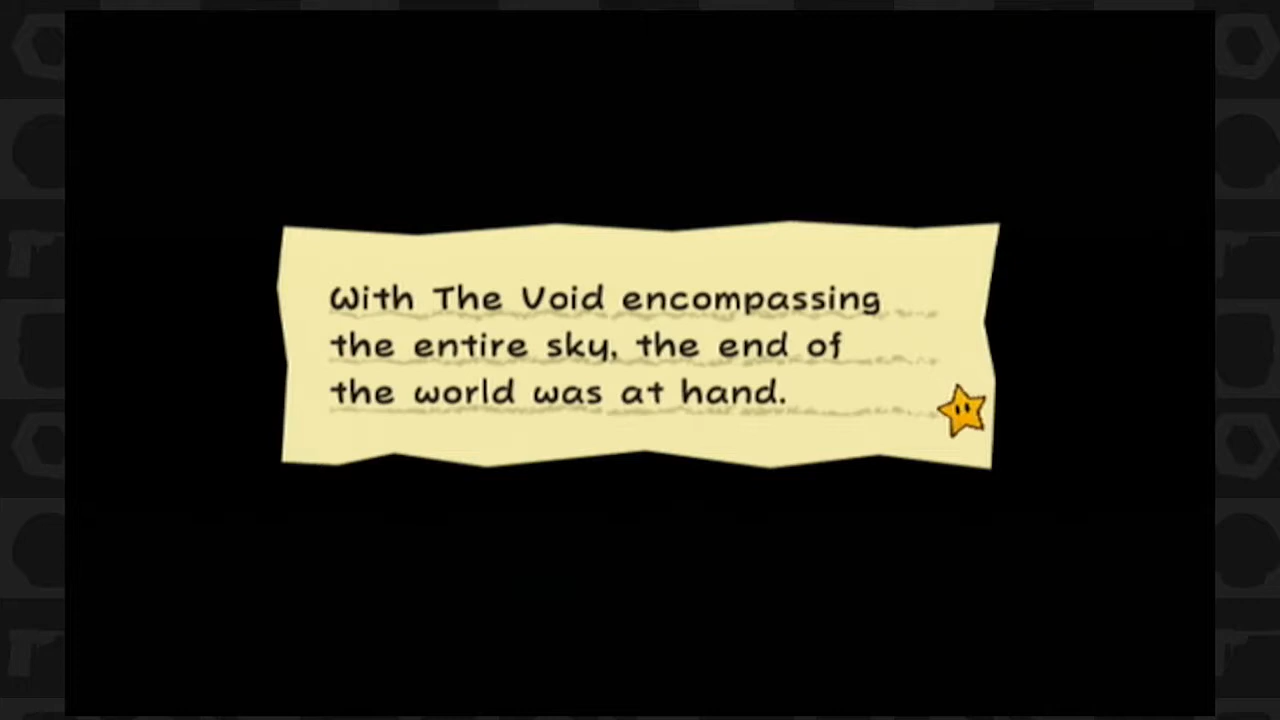 With The Void encompassing
the entire sky, the end of
the world was at hand.